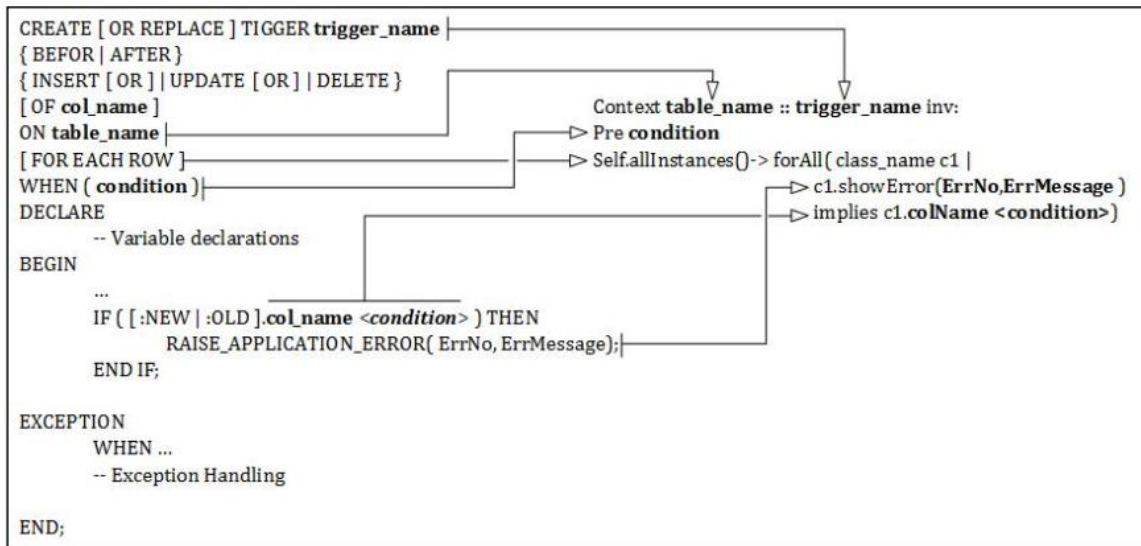 CREATE [ OR REPLACE ] TIGGER trigger_name
{ BEFOR | AFTER }
{ INSERT [ OR ] | UPDATE [ OR ] | DELETE }
[ OF col_name ]
ON table_name
[ FOR EACH ROW ]
WHEN ( condition )
DECLARE
-- Variable declarations
BEGIN
...
IF ( [ :NEW | :OLD ].col_name <condition> ) THEN
RAISE_APPLICATION_ERROR( ErrNo, ErrMessage);
END IF;
EXCEPTION
WHEN ...
-- Exception Handling
END;
Context table_name :: trigger_name inv:
Pre condition
Self.allInstances()-> forAll( class_name c1 |
c1.showError(ErrNo,ErrMessage )
implies c1.colName <condition>)